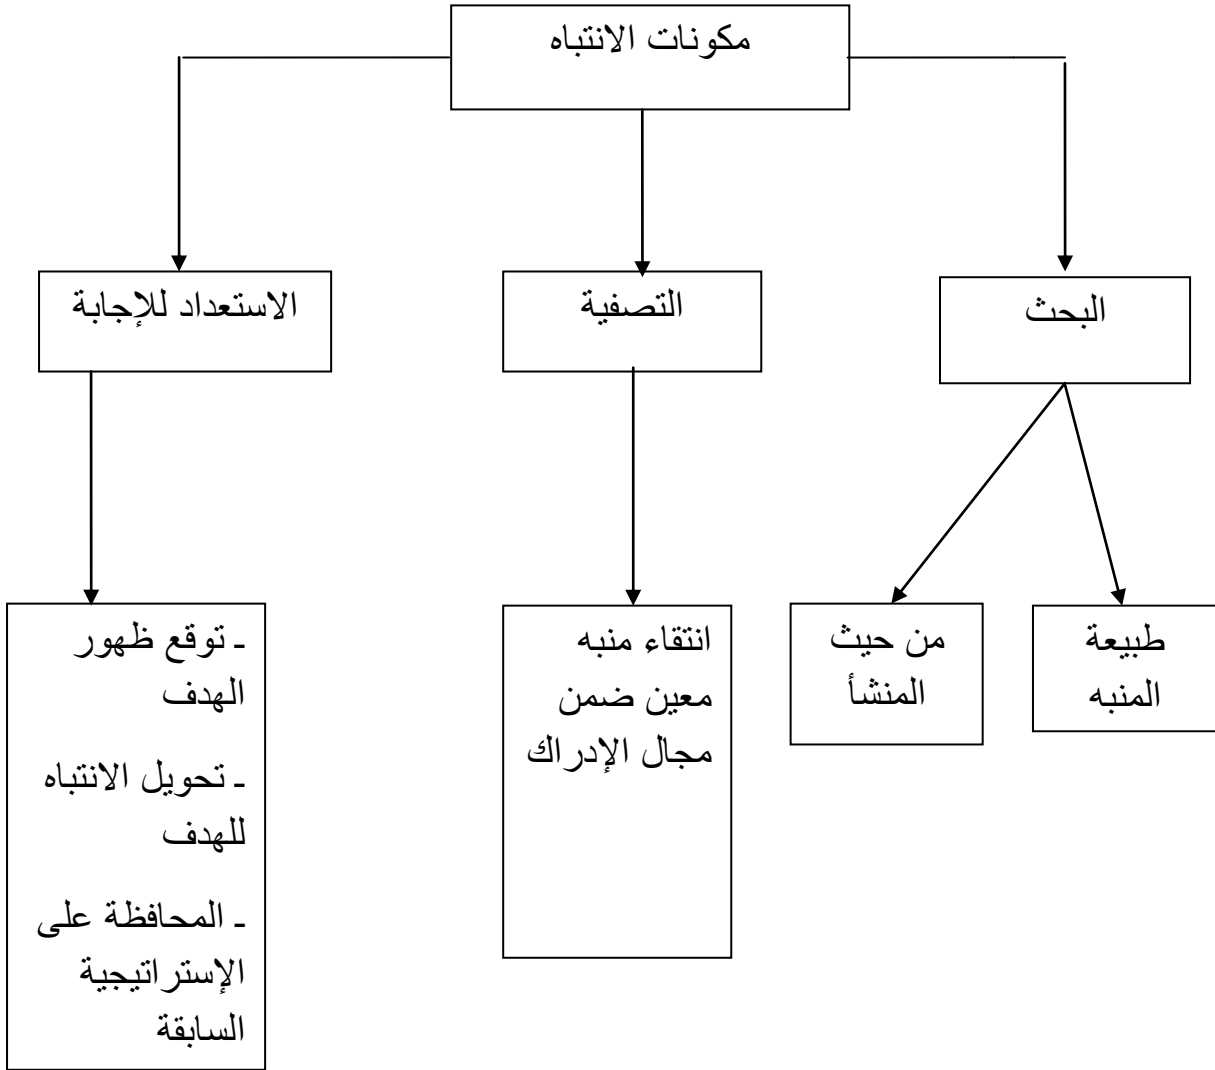 مكونات الانتباه
البحث
التصفية
الاستعداد للإجابة
طبيعة
المنبه
من حيث
المنشأ
انتقاء منبه
معين ضمن
مجال الإدراك
ـ توقع ظهور
الهدف
ـ تحويل الانتباه
للهدف
ـ المحافظة على
الإستراتيجية
السابقة